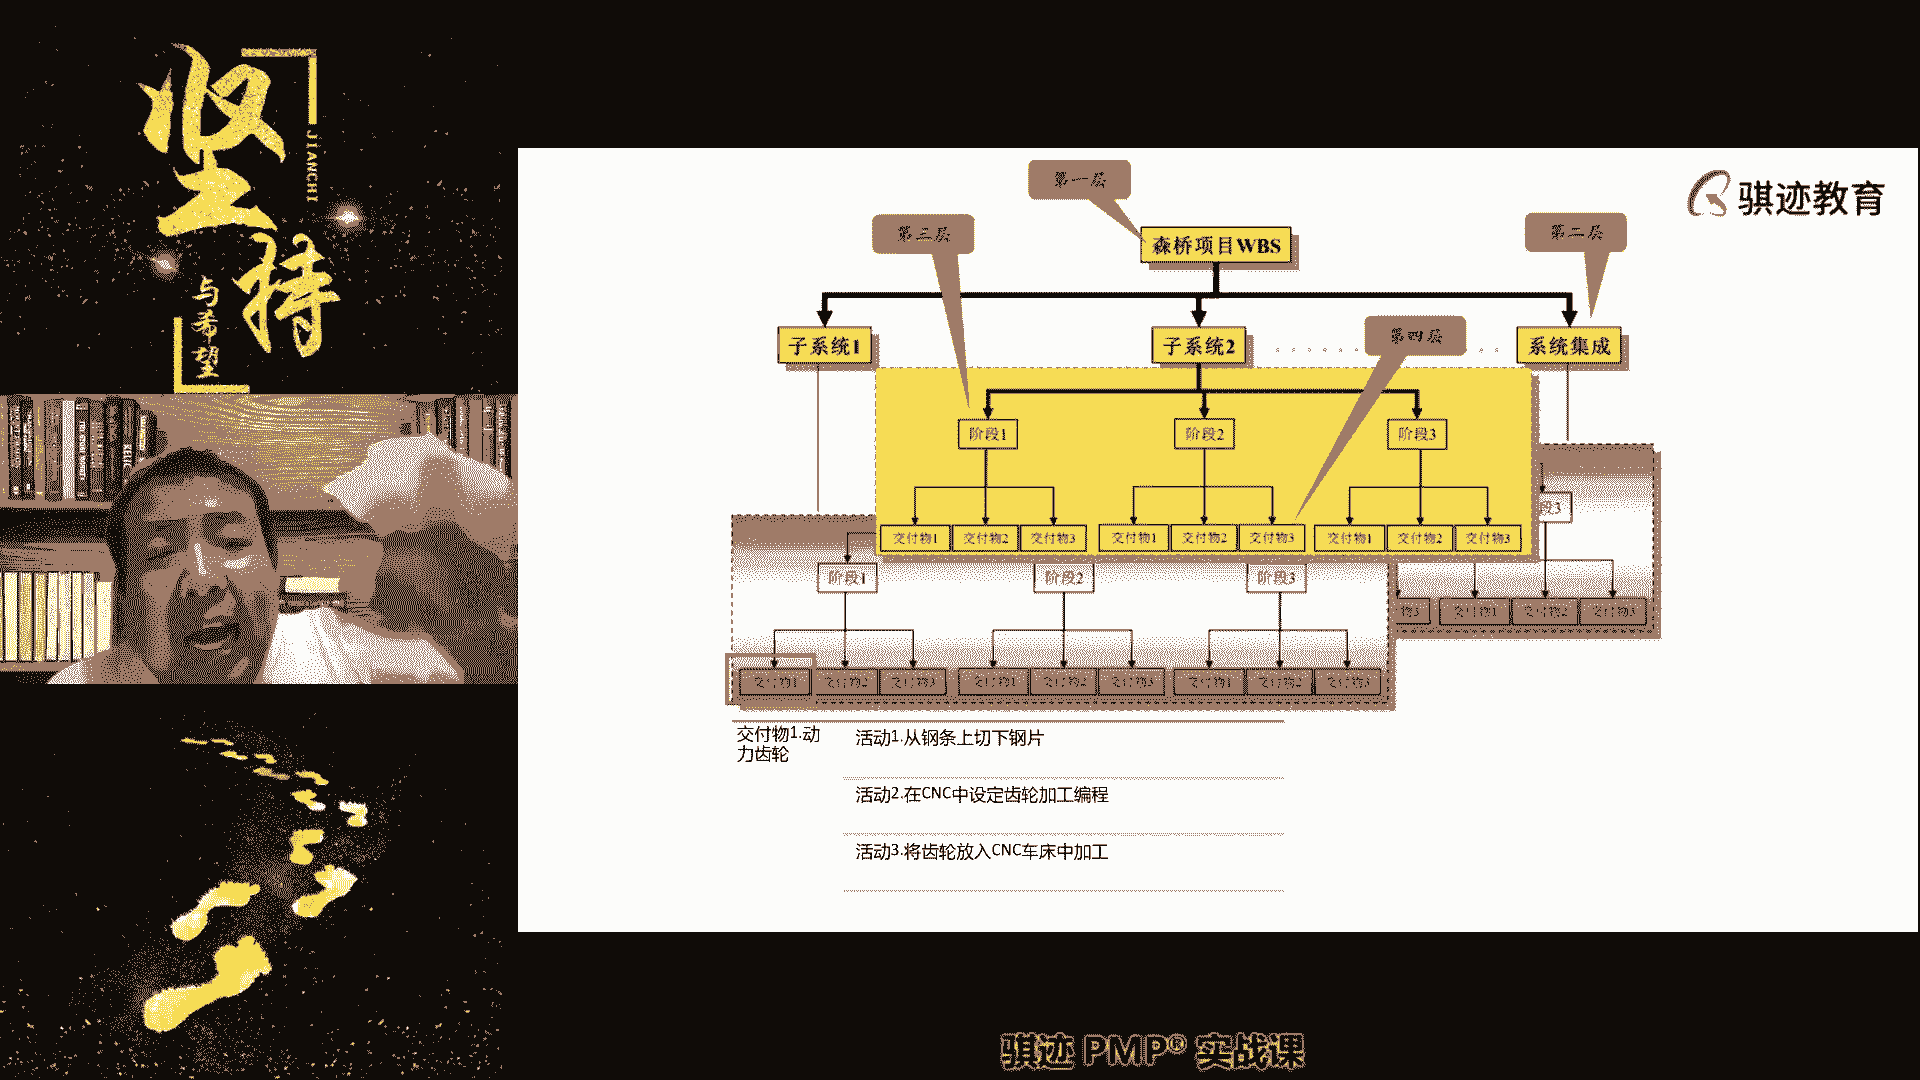 坚持
JIANCHI
与希望
骐迹教育
第一层
第三层
第二层
森桥项目WBS
子系统1
子系统2
第四层
系统集成
阶段1
阶段2
阶段3
交付物1
交付物2
交付物3
交付物1
交付物2
交付物3
交付物1
交付物2
交付物3
段3
阶段1
阶段2
阶段3
物3
交付物1
交付物2
交付物3
交付物1
交付物2
交付物3
交付物1
交付物2
交付物3
交付物1
交付物2
交付物3
交付物1.动
力齿轮
活动1.从钢条上切下钢片
活动2.在CNC中设定齿轮加工编程
活动3.将齿轮放入CNC车床中加工
骐迹 PMP® 实战课